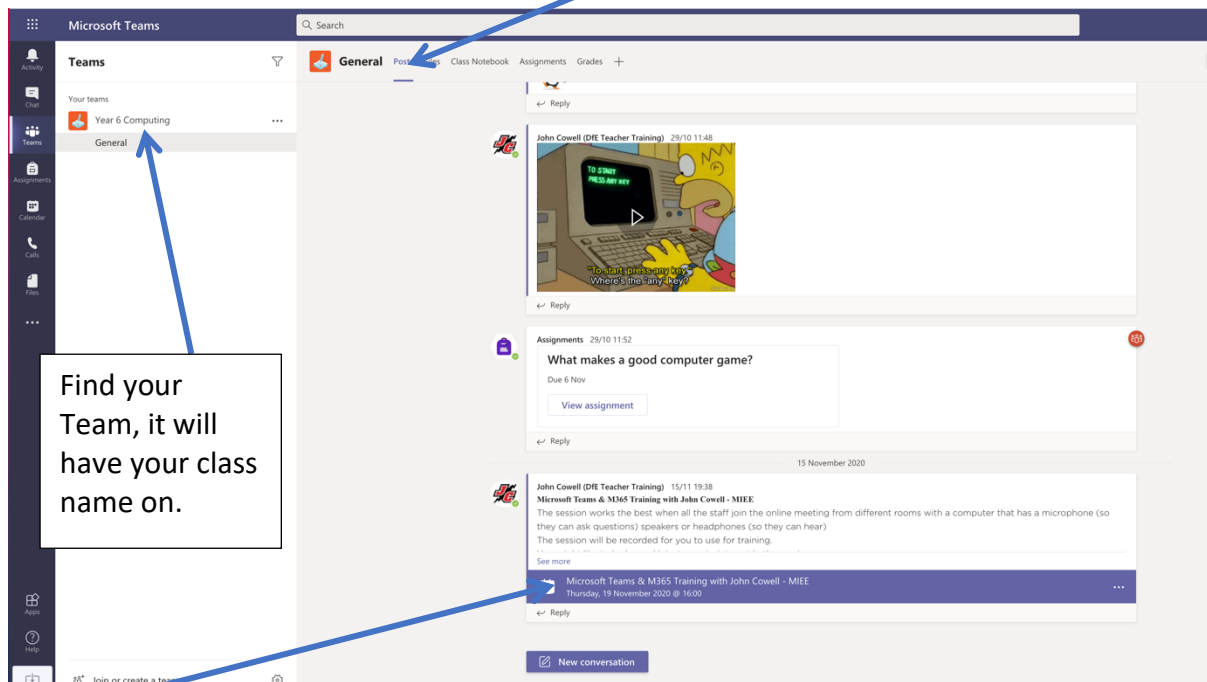 Microsoft Teams
Search
Activity
Chat
Teams
Assignments
Calendar
Calls
Files
Apps
Help
Teams
Your teams
Year 6 Computing
General
Find your
Team, it will
have your class
name on.
Join or create a team
General Class Notebook Assignments Grades
Reply
John Cowell (DfE Teacher Training) 29/10 11:48
TO START
PRESS ANY KEY
"To start, press any key."
Where's the "any" key?
Reply
Assignments 29/10 11:52
What makes a good computer game?
Due 6 Nov
View assignment
Reply
15 November 2020
John Cowell (DfE Teacher Training) 15/11 19:38
Microsoft Teams & M365 Training with John Cowell - MIEE
The session works the best when all the staff join the online meeting from different rooms with a computer that has a microphone (so
they can ask questions) speakers or headphones (so they can hear)
The session will be recorded for you to use for training.
See more
Microsoft Teams & M365 Training with John Cowell - MIEE
Thursday, 19 November 2020 @ 16:00
Reply
New conversation